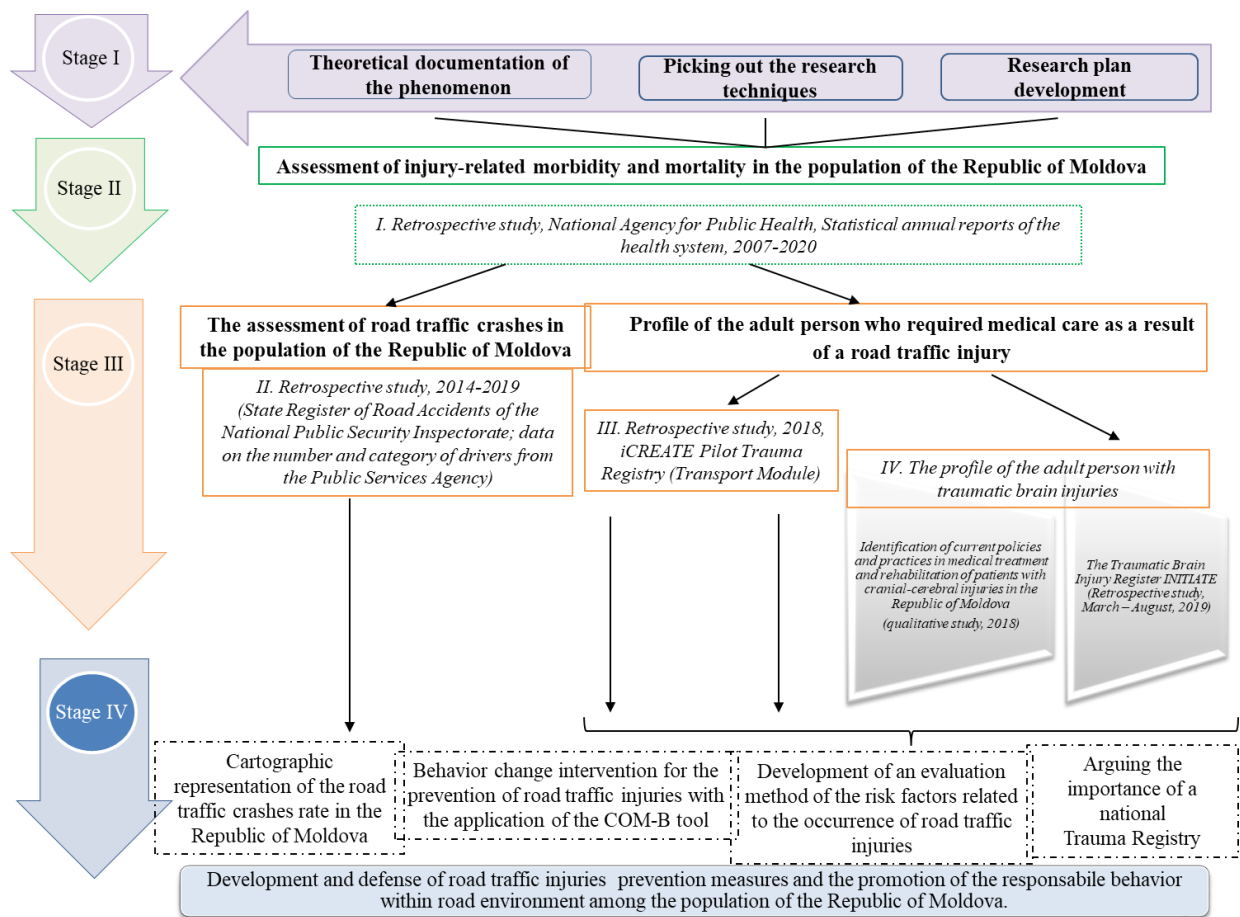 Stage I
Theoretical documentation of
the phenomenon
Picking out the research
techniques
Research plan
development
Stage II
Assessment of injury-related morbidity and mortality in the population of the Republic of Moldova
I. Retrospective study, National Agency for Public Health, Statistical annual reports of the
health system, 2007-2020
Stage III
The assessment of road traffic crashes in
the population of the Republic of Moldova
Profile of the adult person who required medical care as a result
of a road traffic injury
II. Retrospective study, 2014-2019
(State Register of Road Accidents of the
National Public Security Inspectorate; data
on the number and category of drivers from
the Public Services Agency)
III. Retrospective study, 2018,
iCREATE Pilot Trauma
Registry (Transport Module)
IV. The profile of the adult person with
traumatic brain injuries
Identification of current policies
and practices in medical treatment
and rehabilitation of patients with
cranial-cerebral injuries in the
Republic of Moldova
(qualitative study, 2018)
The Traumatic Brain
Injury Register INITIATE
(Retrospective study,
March – August, 2019)
Stage IV
Cartographic
representation of the road
traffic crashes rate in the
Republic of Moldova
Behavior change intervention for the
prevention of road traffic injuries with
the application of the COM-B tool
Development of an evaluation
method of the risk factors related
to the occurrence of road traffic
injuries
Arguing the
importance of a
national
Trauma Registry
Development and defense of road traffic injuries prevention measures and the promotion of the responsabile behavior
within road environment among the population of the Republic of Moldova.